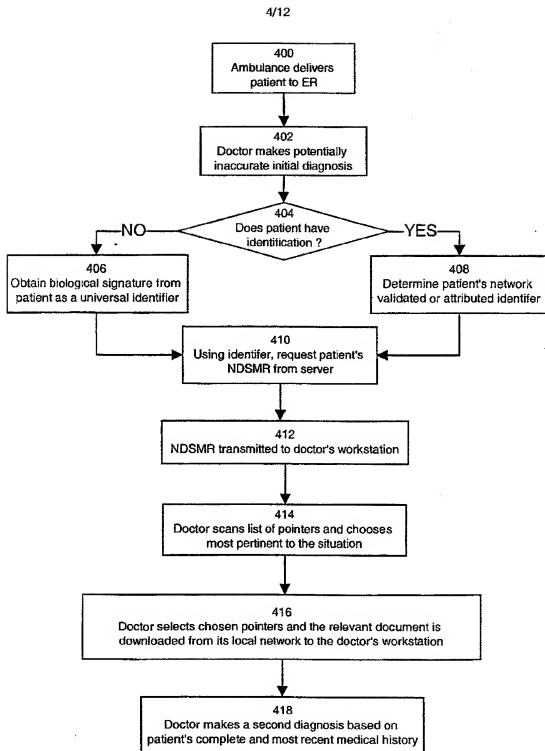 4/12
400
Ambulance delivers
patient to ER
402
Doctor makes potentially
inaccurate initial diagnosis
404
Does patient have
identification ?
NO
YES
406
Obtain biological signature from
patient as a universal identifier
408
Determine patient's network
validated or attributed identifer
410
Using identifer, request patient's
NDSMR from server
412
NDSMR transmitted to doctor's workstation
414
Doctor scans list of pointers and chooses
most pertinent to the situation
416
Doctor selects chosen pointers and the relevant document is
downloaded from its local network to the doctor's workstation
418
Doctor makes a second diagnosis based on
patient's complete and most recent medical history